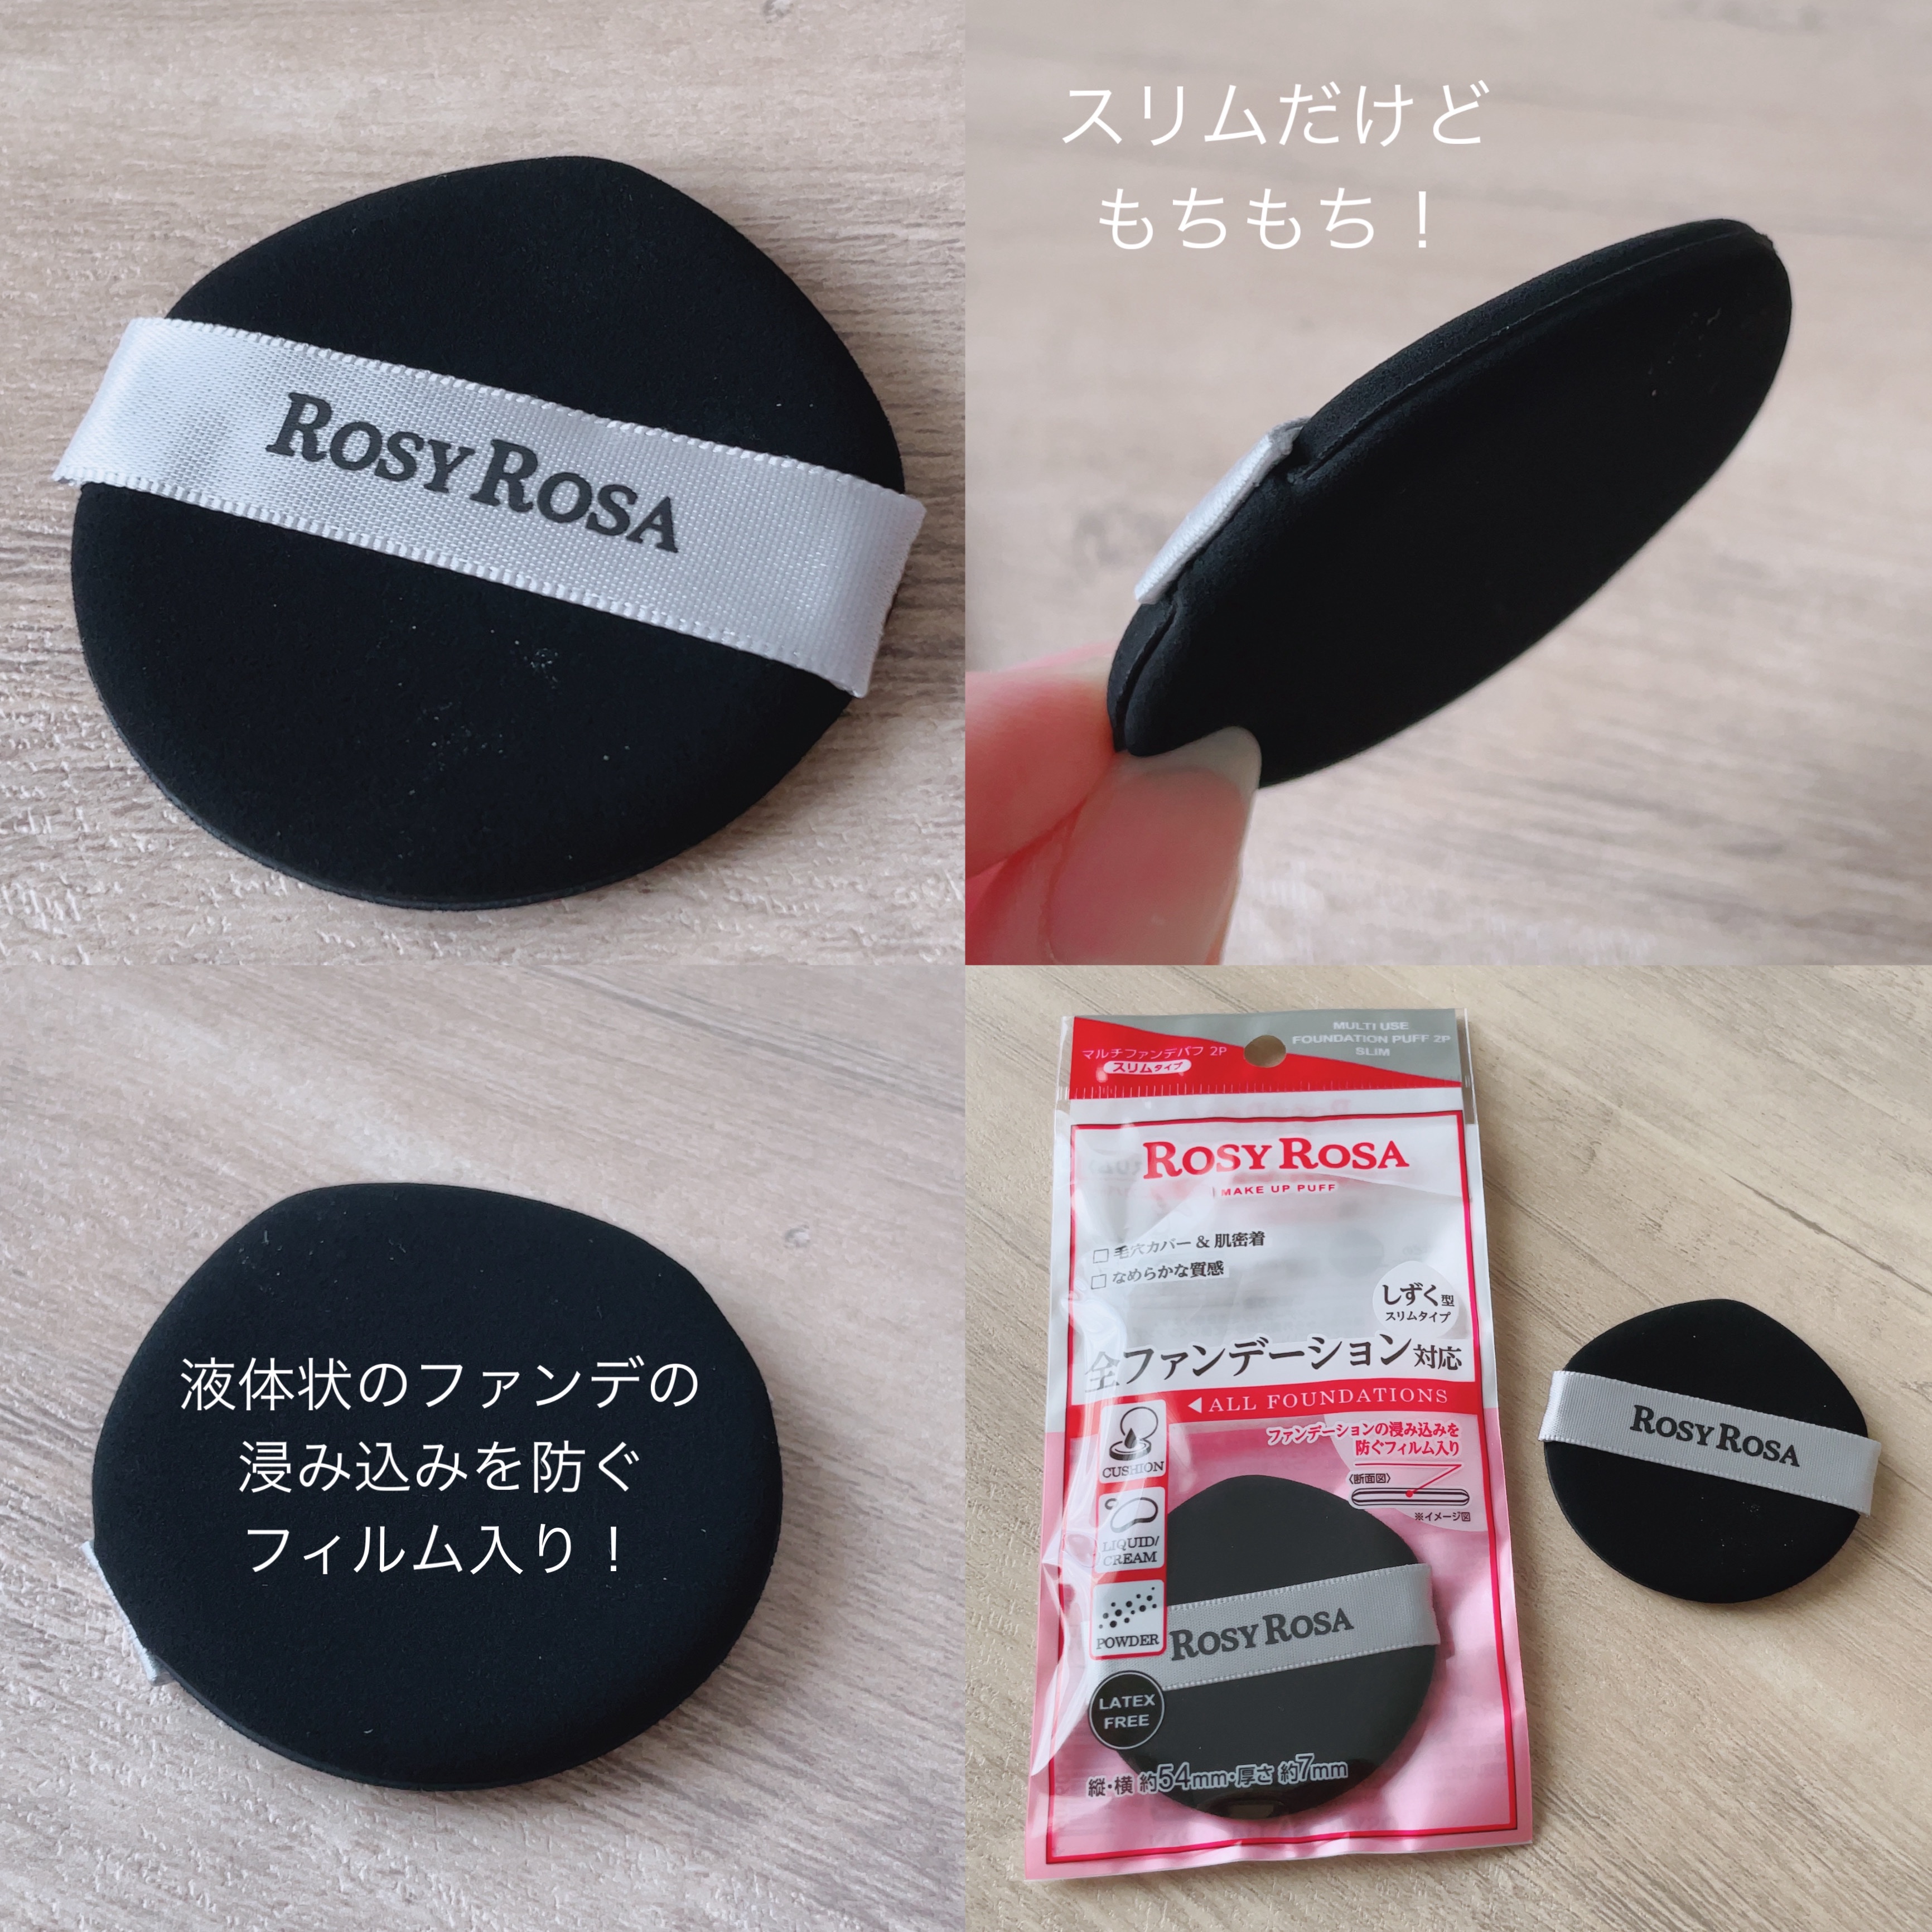 ROSY ROSA
スリムだけど
もちもち！
液体状のファンデの
浸み込みを防ぐ
フィルム入り！
マルチファンデパフ 2P
スリムタイプ
MULTI USE
FOUNDATION PUFF 2P
SLIM
ROSY ROSA
MAKE UP PUFF
□ 毛穴カバー & 肌密着
□ なめらかな質感
しずく型
スリムタイプ
全ファンデーション対応
◀ALL FOUNDATIONS
ファンデーションの浸み込みを
防ぐフィルム入り
〈断面図〉
※イメージ図
CUSHION
LIQUID/
CREAM
POWDER
ROSY ROSA
LATEX
FREE
縦・横 約54mm・厚さ 約7mm
ROSY ROSA